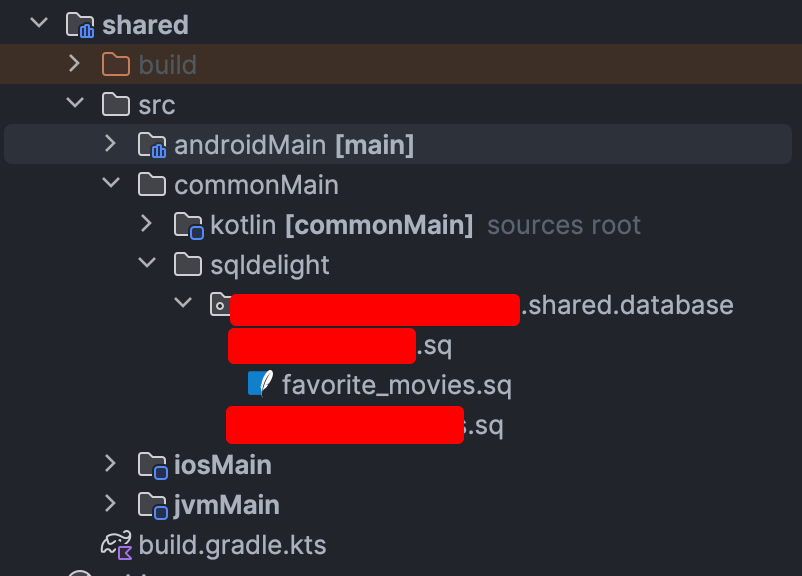 shared
build
src
androidMain [main]
commonMain
kotlin [commonMain] sources root
sqldelight
.shared.database
.sq
favorite_movies.sq
.sq
iosMain
jvmMain
build.gradle.kts